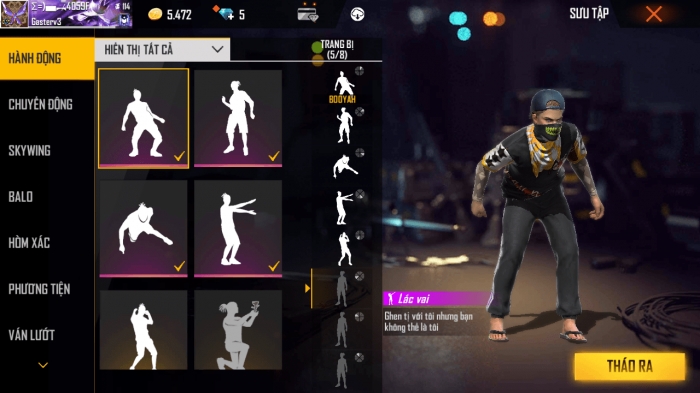 44D59F # 114
Gasterv3
5.472
5
SƯU TẬP
HÀNH ĐỘNG
HIỂN THỊ TẤT CẢ
TRANG BỊ
(5/8)
BOOYAH
CHUYỂN ĐỘNG
SKYWING
BALO
HÒM XÁC
PHƯƠNG TIỆN
VÁN LƯỚT
Lắc vai
Ghen tị với tôi nhưng bạn
không thể là tôi
THÁO RA